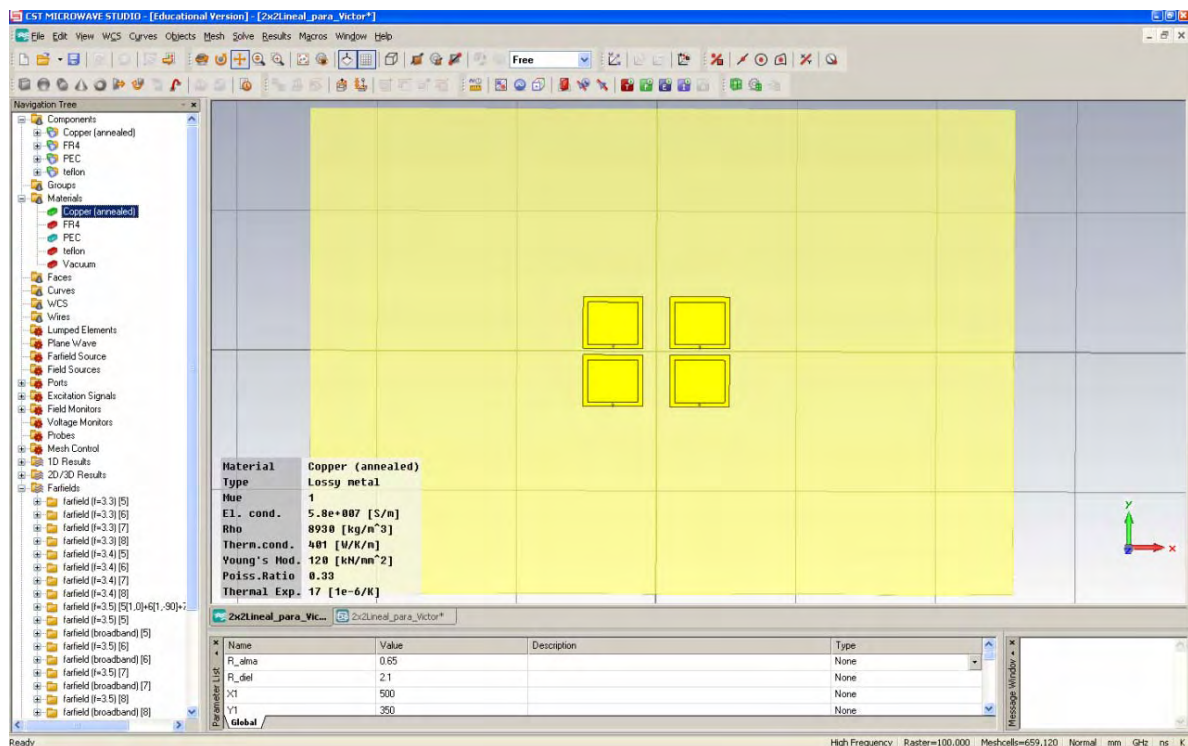 CST MICROWAVE STUDIO - [Educational Version] - [2x2Lineal_para_Victor*]
File Edit View WCS Curves Objects Mesh Solve Results Macros Window Help
Free
Navigation Tree
Components
Copper (annealed)
FR4
PEC
teflon
Groups
Materials
Copper (annealed)
FR4
PEC
teflon
Vacuum
Faces
Curves
WCS
Wires
Lumped Elements
Plane Wave
Farfield Source
Field Sources
Ports
Excitation Signals
Field Monitors
Voltage Monitors
Probes
Mesh Control
1D Results
2D/3D Results
Farfields
farfield (f=3.3) [5]
farfield (f=3.3) [6]
farfield (f=3.3) [7]
farfield (f=3.3) [8]
farfield (f=3.4) [5]
farfield (f=3.4) [6]
farfield (f=3.4) [7]
farfield (f=3.4) [8]
farfield (f=3.5) [5[1,0]+6[1,-90]+7
farfield (f=3.5) [5]
farfield (broadband) [5]
farfield (f=3.5) [6]
farfield (broadband) [6]
farfield (f=3.5) [7]
farfield (broadband) [7]
farfield (f=3.5) [8]
farfield (broadband) [8]
Material Copper (annealed)
Type Lossy metal
Mue 1
El. cond. 5.8e+007 [S/m]
Rho 8930 [kg/m^3]
Therm.cond. 401 [W/K/m]
Young's Mod. 120 [kN/mm^2]
Poiss.Ratio 0.33
Thermal Exp. 17 [1e-6/K]
y
x
2x2Lineal_para_Vic... 2x2Lineal_para_Victor*
Parameter List
Name Value Description Type
R_alma 0.65 None
R_diel 2.1 None
X1 500 None
Y1 350 None
Global
Message Window
Ready High Frequency Raster=100.000 Meshcells=659,120 Normal mm GHz ns K